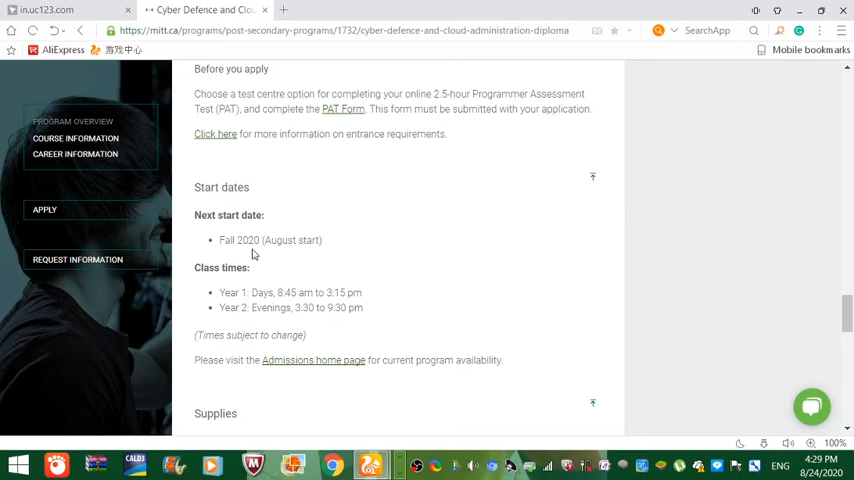 in.uc123.com
Cyber Defence and Clou
https://mitt.ca/programs/post-secondary-programs/1732/cyber-defence-and-cloud-administration-diploma
SearchApp
AliExpress
游戏中心
Mobile bookmarks
Before you apply
Choose a test centre option for completing your online 2.5-hour Programmer Assessment
Test (PAT), and complete the PAT Form. This form must be submitted with your application.
Click here for more information on entrance requirements.
PROGRAM OVERVIEW
COURSE INFORMATION
CAREER INFORMATION
APPLY
REQUEST INFORMATION
Start dates
Next start date:
• Fall 2020 (August start)
Class times:
• Year 1: Days, 8:45 am to 3:15 pm
• Year 2: Evenings, 3:30 to 9:30 pm
(Times subject to change)
Please visit the Admissions home page for current program availability.
Supplies
100%
CALD3
ENG
4:29 PM
8/24/2020